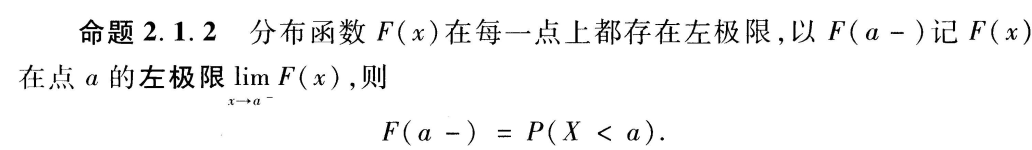 命题 2.1.2 分布函数 F(x)在每一点上都存在左极限,以 F(a-)记 F(x)
在点 a 的左极限 lim F(x),则
x→a⁻
F(a-) = P(X < a).